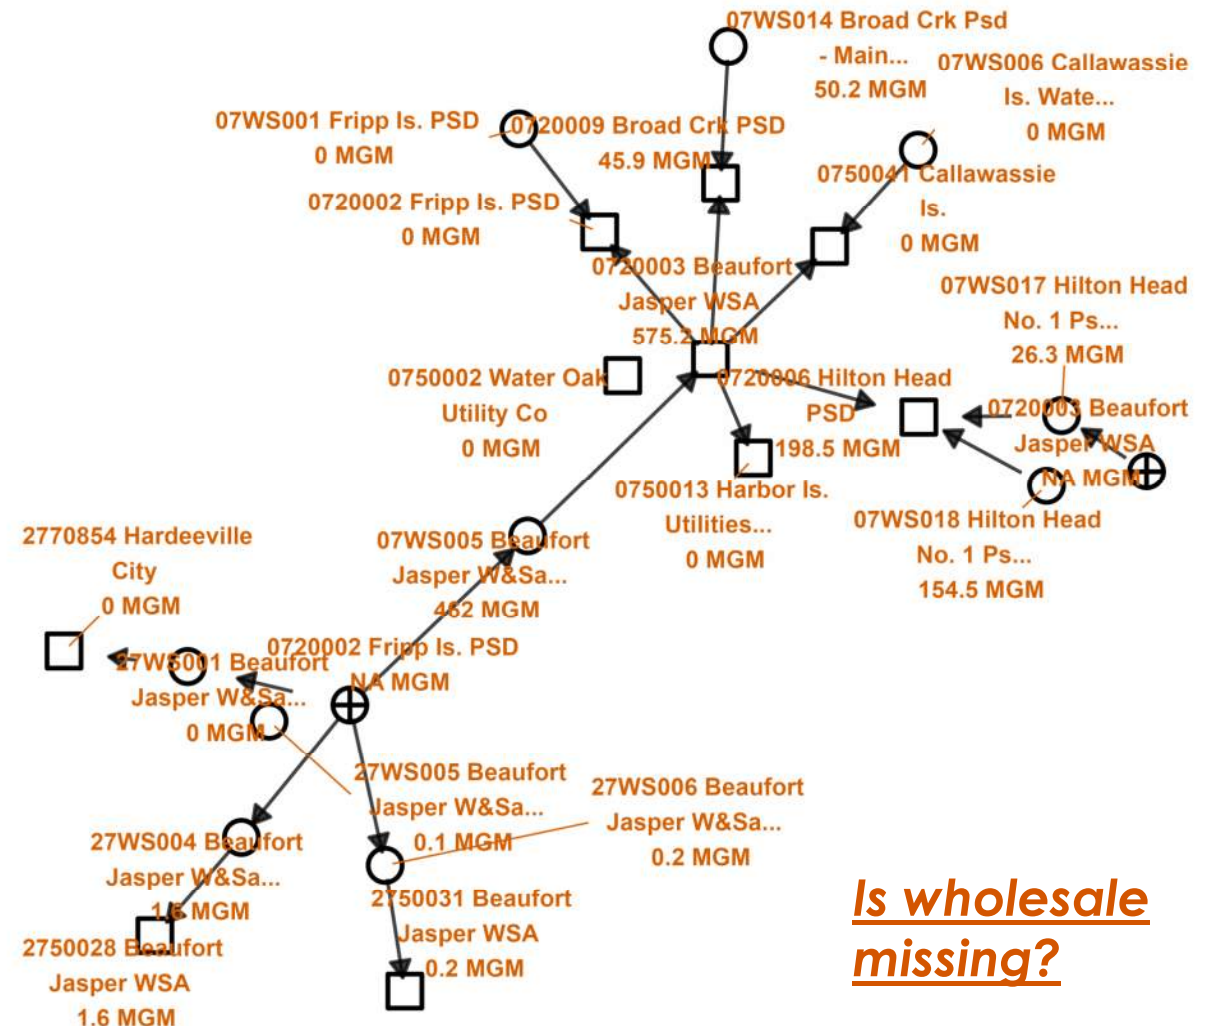 07WS014 Broad Crk Psd
- Main...
50.2 MGM
07WS006 Callawassie
Is. Wate...
0 MGM
07WS001 Fripp Is. PSD
0 MGM
0720009 Broad Crk PSD
45.9 MGM
0750041 Callawassie
Is.
0 MGM
0720002 Fripp Is. PSD
0 MGM
0720003 Beaufort
Jasper WSA
575.2 MGM
07WS017 Hilton Head
No. 1 Ps...
26.3 MGM
0750002 Water Oak
Utility Co
0 MGM
0720006 Hilton Head
PSD
198.5 MGM
0720003 Beaufort
Jasper WSA
NA MGM
0750013 Harbor Is.
Utilities...
0 MGM
07WS018 Hilton Head
No. 1 Ps...
154.5 MGM
2770854 Hardeeville
City
0 MGM
07WS005 Beaufort
Jasper W&Sa...
482 MGM
0720002 Fripp Is. PSD
NA MGM
27WS001 Beaufort
Jasper W&Sa...
0 MGM
27WS005 Beaufort
Jasper W&Sa...
0.1 MGM
27WS006 Beaufort
Jasper W&Sa...
0.2 MGM
27WS004 Beaufort
Jasper W&Sa...
1.6 MGM
2750031 Beaufort
Jasper WSA
0.2 MGM
2750028 Beaufort
Jasper WSA
1.6 MGM
Is wholesale
missing?